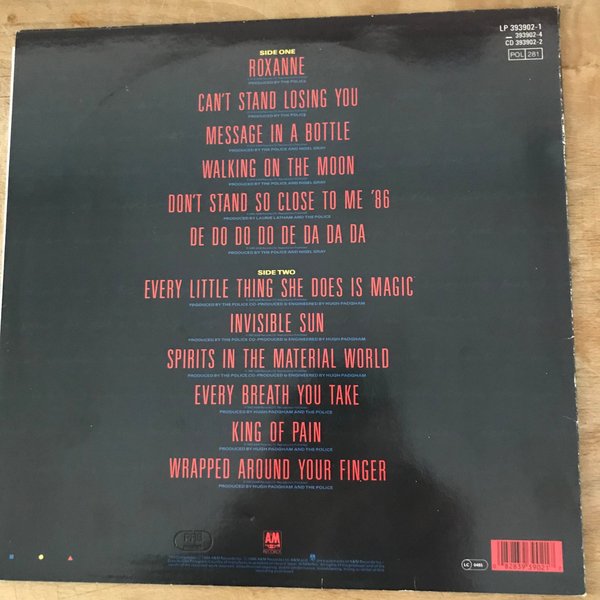 LP 393902-1
393902-4
CD 393902-2
POL 281
SIDE ONE
ROXANNE
PRODUCED BY THE POLICE
CAN'T STAND LOSING YOU
PRODUCED BY THE POLICE
MESSAGE IN A BOTTLE
PRODUCED BY THE POLICE AND NIGEL GRAY
WALKING ON THE MOON
PRODUCED BY THE POLICE AND NIGEL GRAY
DON'T STAND SO CLOSE TO ME '86
PRODUCED BY LAURIE LATHAM AND THE POLICE
DE DO DO DO DE DA DA DA
PRODUCED BY THE POLICE AND NIGEL GRAY
SIDE TWO
EVERY LITTLE THING SHE DOES IS MAGIC
PRODUCED BY THE POLICE CO-PRODUCED & ENGINEERED BY HUGH PADGHAM
INVISIBLE SUN
PRODUCED BY THE POLICE CO-PRODUCED & ENGINEERED BY HUGH PADGHAM
SPIRITS IN THE MATERIAL WORLD
PRODUCED BY THE POLICE CO-PRODUCED & ENGINEERED BY HUGH PADGHAM
EVERY BREATH YOU TAKE
PRODUCED BY HUGH PADGHAM AND THE POLICE
KING OF PAIN
PRODUCED BY HUGH PADGHAM AND THE POLICE
WRAPPED AROUND YOUR FINGER
PRODUCED BY HUGH PADGHAM AND THE POLICE
A&M
RECORDS
LC 0485